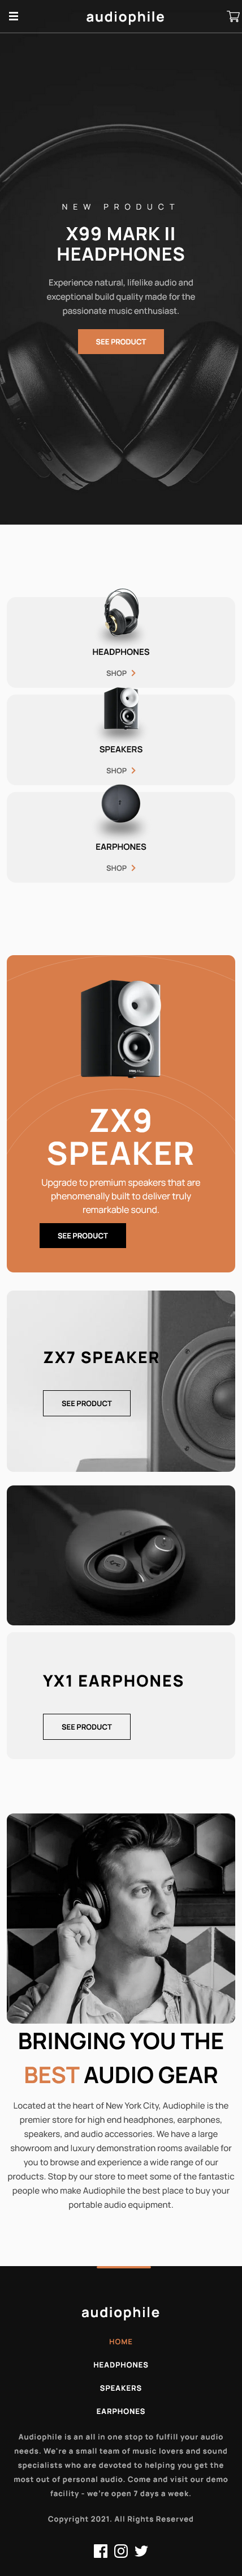 audiophile
NEW PRODUCT
X99 MARK II
HEADPHONES
Experience natural, lifelike audio and
exceptional build quality made for the
passionate music enthusiast.
SEE PRODUCT
HEADPHONES
SHOP
SPEAKERS
SHOP
EARPHONES
SHOP
ZX9
SPEAKER
Upgrade to premium speakers that are
phenomenally built to deliver truly
remarkable sound.
SEE PRODUCT
ZX7 SPEAKER
SEE PRODUCT
YX1 EARPHONES
SEE PRODUCT
BRINGING YOU THE
BEST AUDIO GEAR
Located at the heart of New York City, Audiophile is the
premier store for high end headphones, earphones,
speakers, and audio accessories. We have a large
showroom and luxury demonstration rooms available for
you to browse and experience a wide range of our
products. Stop by our store to meet some of the fantastic
people who make Audiophile the best place to buy your
portable audio equipment.
audiophile
HOME
HEADPHONES
SPEAKERS
EARPHONES
Audiophile is an all in one stop to fulfill your audio
needs. We're a small team of music lovers and sound
specialists who are devoted to helping you get the
most out of personal audio. Come and visit our demo
facility - we're open 7 days a week.
Copyright 2021. All Rights Reserved